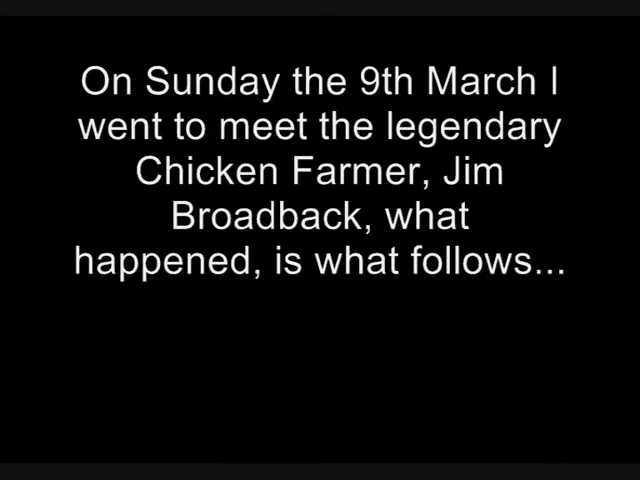 On Sunday the 9th March I
went to meet the legendary
Chicken Farmer, Jim
Broadback, what
happened, is what follows...